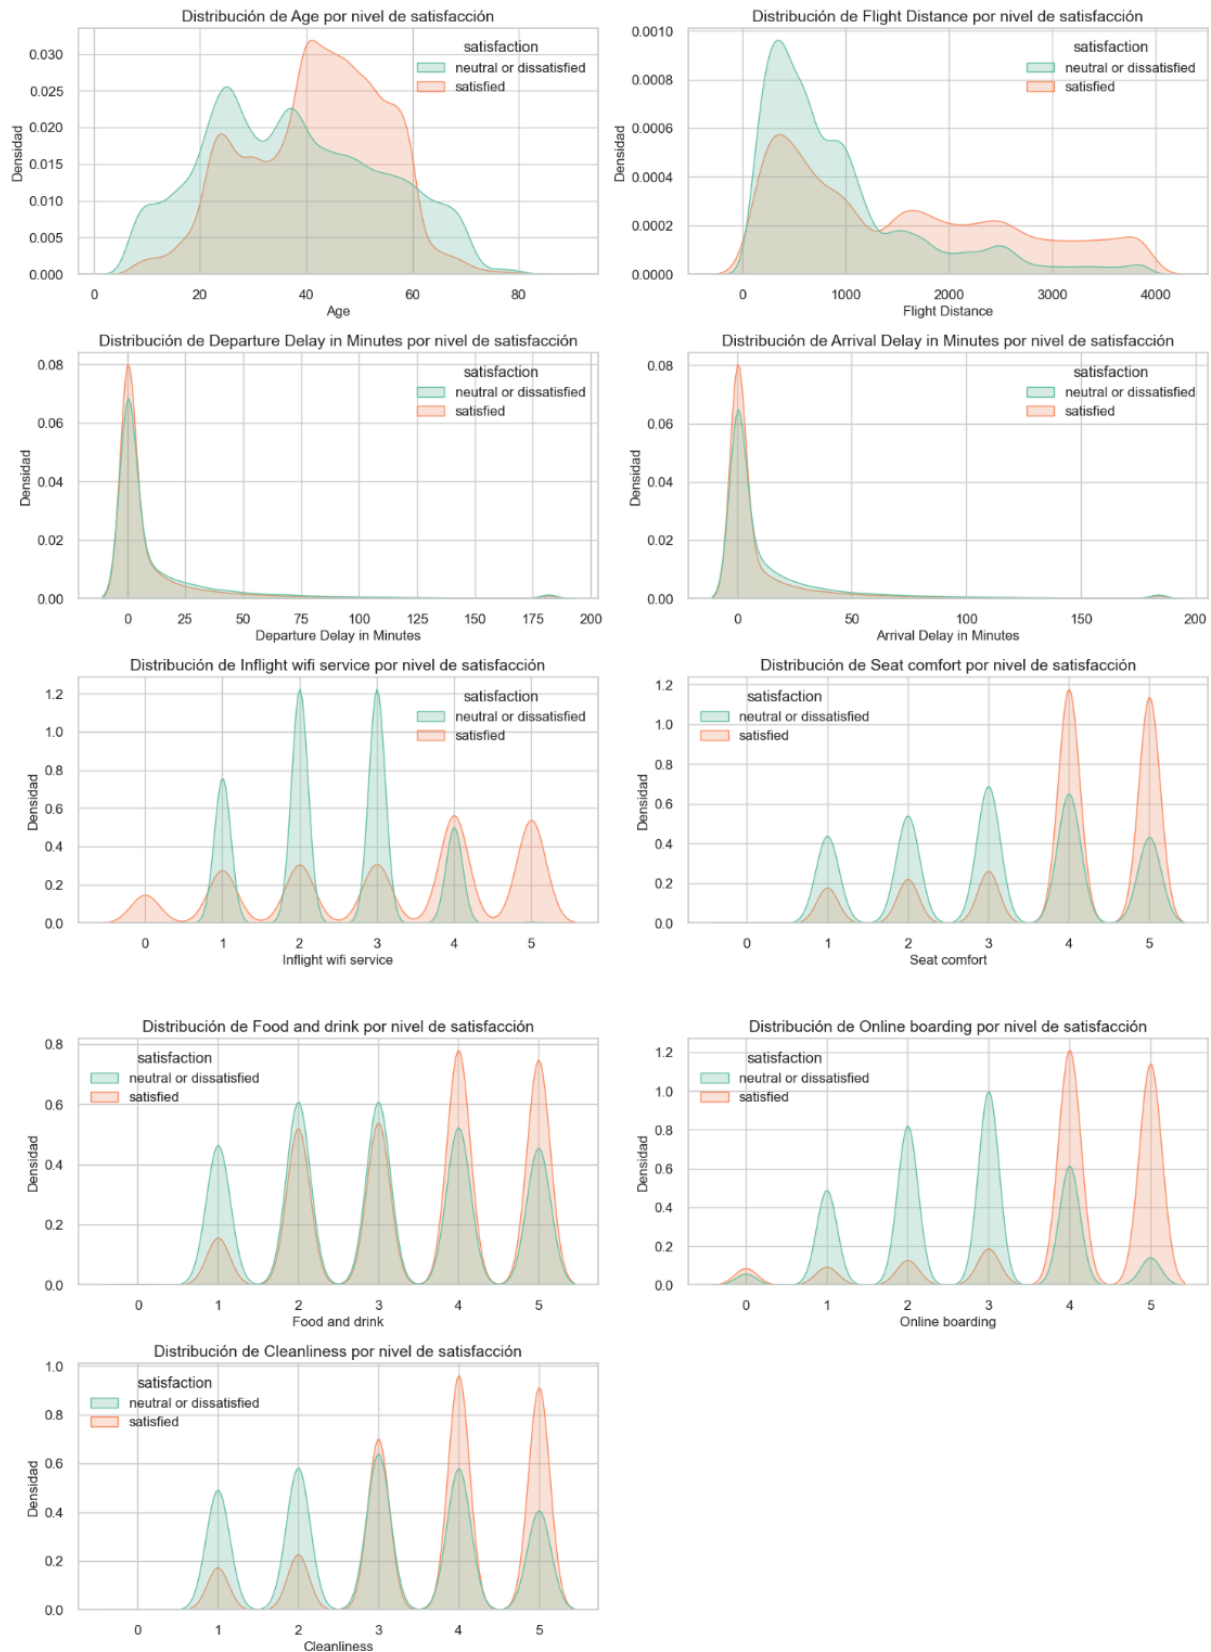 Distribución de Age por nivel de satisfacción
satisfaction
neutral or dissatisfied
satisfied
Densidad
0.030
0.025
0.020
0.015
0.010
0.005
0.000
0 20 40 60 80
Age
Distribución de Flight Distance por nivel de satisfacción
satisfaction
neutral or dissatisfied
satisfied
Densidad
0.0010
0.0008
0.0006
0.0004
0.0002
0.0000
0 1000 2000 3000 4000
Flight Distance
Distribución de Departure Delay in Minutes por nivel de satisfacción
satisfaction
neutral or dissatisfied
satisfied
Densidad
0.08
0.06
0.04
0.02
0.00
0 25 50 75 100 125 150 175 200
Departure Delay in Minutes
Distribución de Arrival Delay in Minutes por nivel de satisfacción
satisfaction
neutral or dissatisfied
satisfied
Densidad
0.08
0.06
0.04
0.02
0.00
0 50 100 150 200
Arrival Delay in Minutes
Distribución de Inflight wifi service por nivel de satisfacción
satisfaction
neutral or dissatisfied
satisfied
Densidad
1.2
1.0
0.8
0.6
0.4
0.2
0.0
0 1 2 3 4 5
Inflight wifi service
Distribución de Seat comfort por nivel de satisfacción
satisfaction
neutral or dissatisfied
satisfied
Densidad
1.2
1.0
0.8
0.6
0.4
0.2
0.0
0 1 2 3 4 5
Seat comfort
Distribución de Food and drink por nivel de satisfacción
satisfaction
neutral or dissatisfied
satisfied
Densidad
0.8
0.6
0.4
0.2
0.0
0 1 2 3 4 5
Food and drink
Distribución de Online boarding por nivel de satisfacción
satisfaction
neutral or dissatisfied
satisfied
Densidad
1.2
1.0
0.8
0.6
0.4
0.2
0.0
0 1 2 3 4 5
Online boarding
Distribución de Cleanliness por nivel de satisfacción
satisfaction
neutral or dissatisfied
satisfied
Densidad
1.0
0.8
0.6
0.4
0.2
0.0
0 1 2 3 4 5
Cleanliness